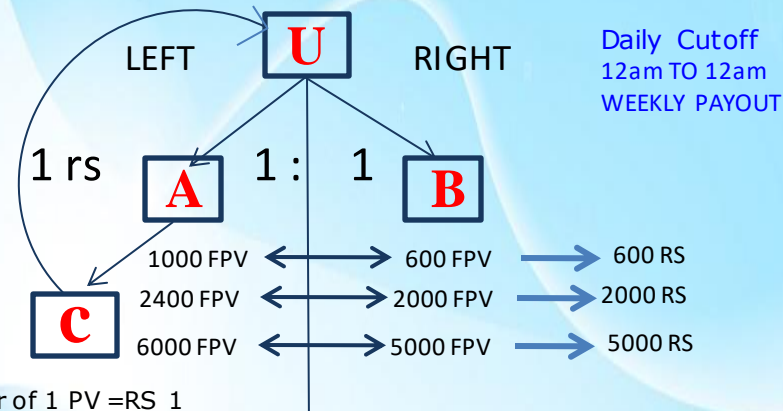 U
LEFT RIGHT
Daily Cutoff
12am TO 12am
WEEKLY PAYOUT
1 rs A 1 : 1 B
1000 FPV 600 FPV 600 RS
2400 FPV 2000 FPV 2000 RS
C
6000 FPV 5000 FPV 5000 RS
of 1 PV =RS 1